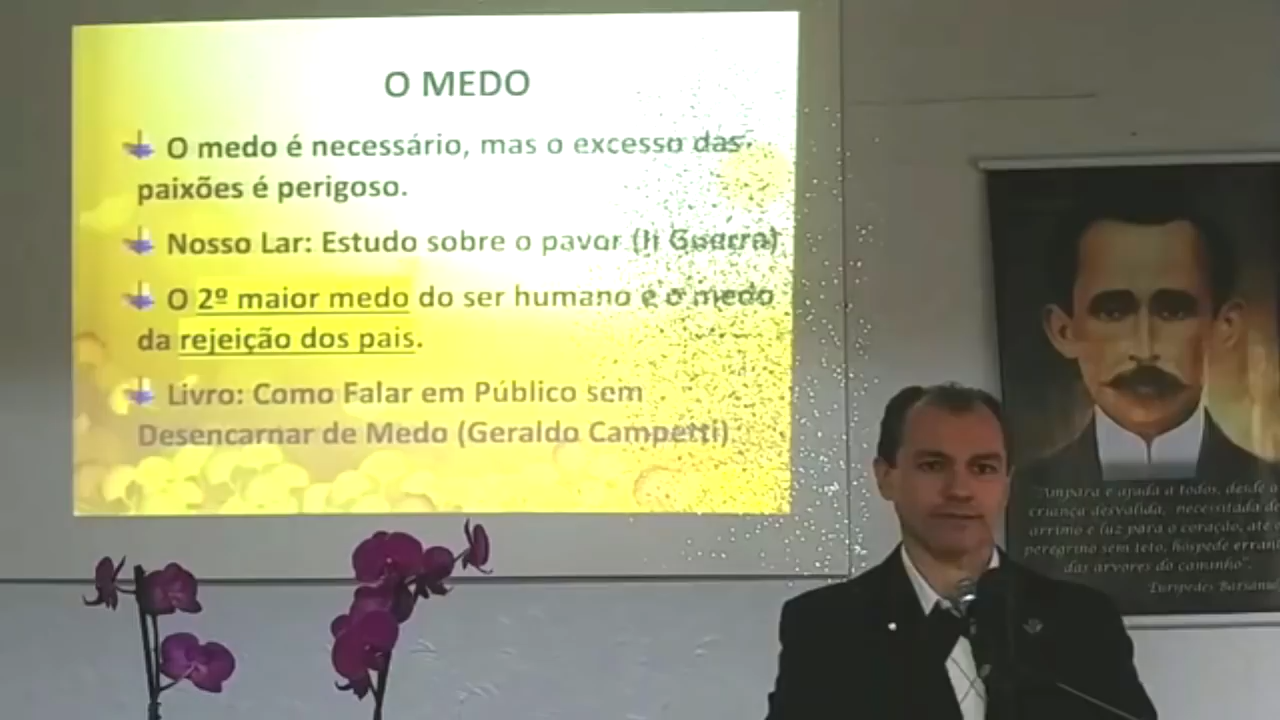 O MEDO
O medo é necessário, mas o excesso das
paixões é perigoso.
Nosso Lar: Estudo sobre o pavor (II Guerra)
O 2º maior medo do ser humano é o medo
da rejeição dos pais.
Livro: Como Falar em Público sem
Desencarnar de Medo (Geraldo Campetti)
"Ampara e ajuda a todos, desde a
criança desvalida, necessitada de
arrimo e luz para o coração, até o
peregrino sem teto, hóspede errante
das arvores do caminho".
Eurípedes